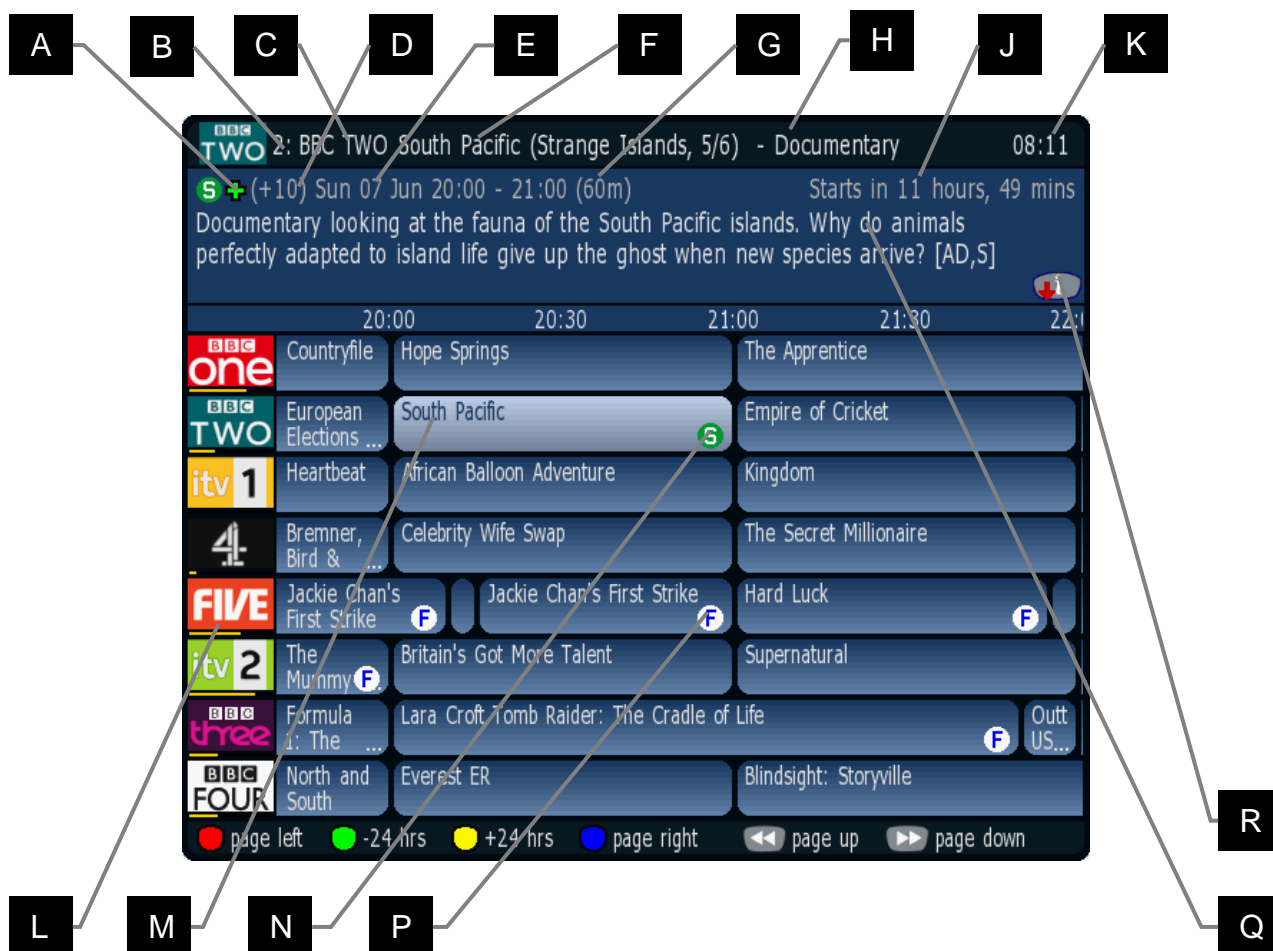 A B C D E F G H J K
BBC TWO 2: BBC TWO South Pacific (Strange Islands, 5/6) - Documentary 08:11
S (+10) Sun 07 Jun 20:00 - 21:00 (60m) Starts in 11 hours, 49 mins
Documentary looking at the fauna of the South Pacific islands. Why do animals
perfectly adapted to island life give up the ghost when new species arrive? [AD,S]
i
20:00 20:30 21:00 21:30 22:0
BBC one Countryfile Hope Springs The Apprentice
BBC TWO European Elections ... South Pacific S Empire of Cricket
itv 1 Heartbeat African Balloon Adventure Kingdom
4 Bremner, Bird & ... Celebrity Wife Swap The Secret Millionaire
FIVE Jackie Chan's First Strike F Jackie Chan's First Strike F Hard Luck F
itv 2 The Mummy F Britain's Got More Talent Supernatural
BBC three Formula 1: The ... Lara Croft Tomb Raider: The Cradle of Life F Outt US...
BBC FOUR North and South Everest ER Blindsight: Storyville
page left -24 hrs +24 hrs page right page up page down
R
L M N P Q